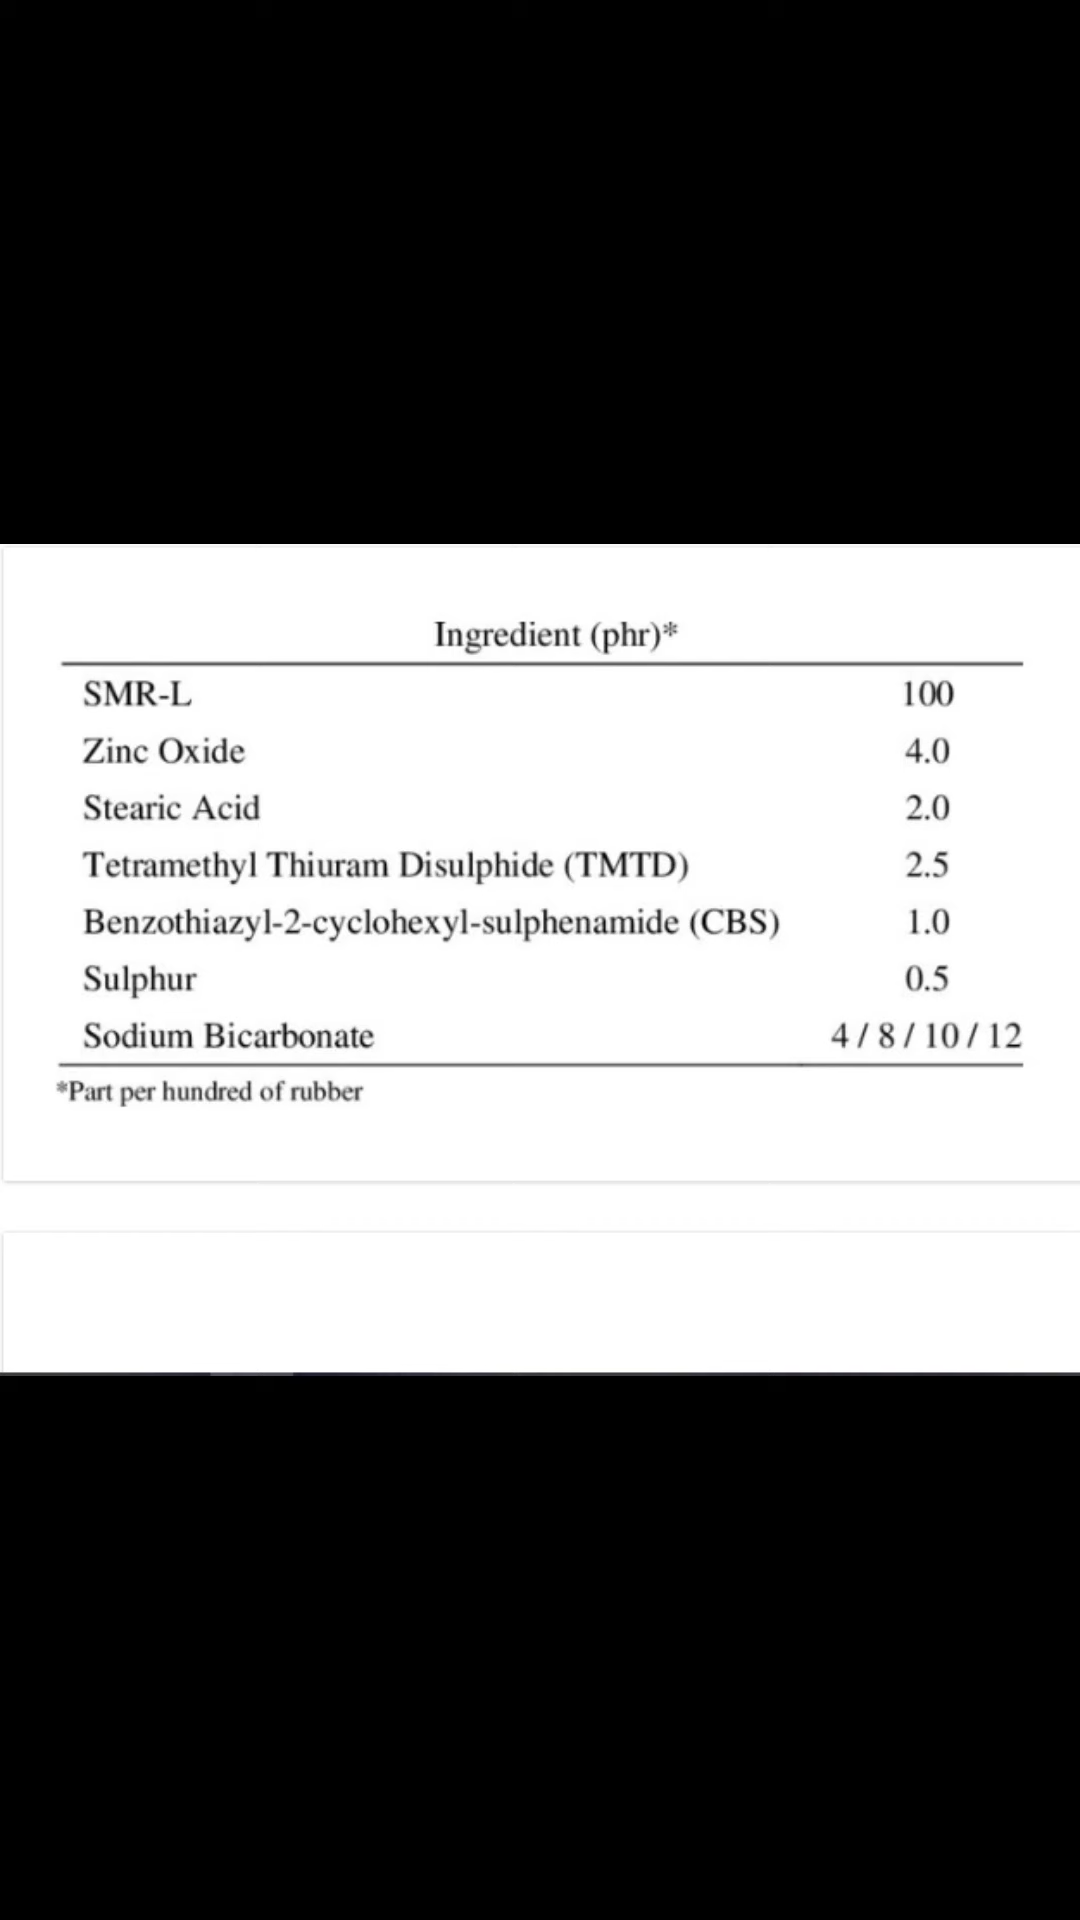 Ingredient (phr)*
SMR-L 100
Zinc Oxide 4.0
Stearic Acid 2.0
Tetramethyl Thiuram Disulphide (TMTD) 2.5
Benzothiazyl-2-cyclohexyl-sulphenamide (CBS) 1.0
Sulphur 0.5
Sodium Bicarbonate 4 / 8 / 10 / 12
*Part per hundred of rubber